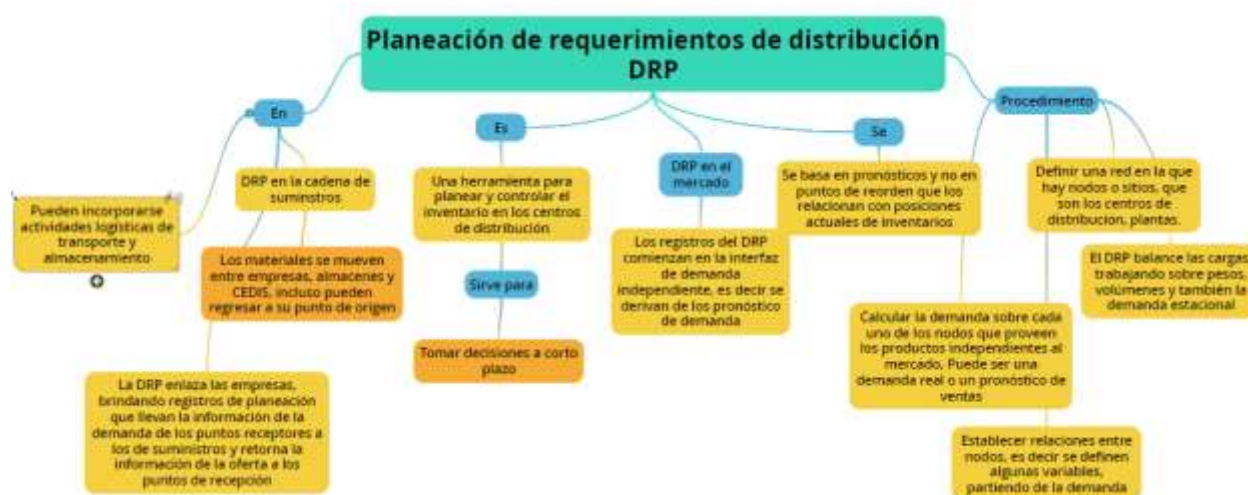 Planeación de requerimientos de distribución
DRP
En
Es
DRP en el
mercado
Se
Procedimiento
Pueden incorporarse
actividades logísticas de
transporte y
almacenamiento
DRP en la cadena de
suminstros
Los materiales se mueven
entre empresas, almacenes y
CEDIS, incluso pueden
regresar a su punto de origen
La DRP enlaza las empresas,
brindando registros de planeación
que llevan la información de la
demanda de los puntos receptores a
los de suministros y retorna la
información de la oferta a los
puntos de recepción
Una herramienta para
planear y controlar el
inventario en los centros
de distribución
Sirve para
Tomar decisiones a corto
plazo
Los registros del DRP
comienzan en la interfaz de
demanda
independiente, es decir se
derivan de los pronóstico
de demanda
Se basa en pronósticos y no en
puntos de reorden que los
relacionan con posiciones
actuales de inventarios
Definir una red en la que
hay nodos o sitios, que
son los centros de
distribucion, plantas.
El DRP balance las cargas
trabajando sobre pesos,
volúmenes y también la
demanda estacional
Calcular la demanda sobre cada
uno de los nodos que proveen
los productos independientes al
mercado, Puede ser una
demanda real o un pronóstico de
ventas
Establecer relaciones entre
nodos, es decir se definen
algunas variables,
partiendo de la demanda